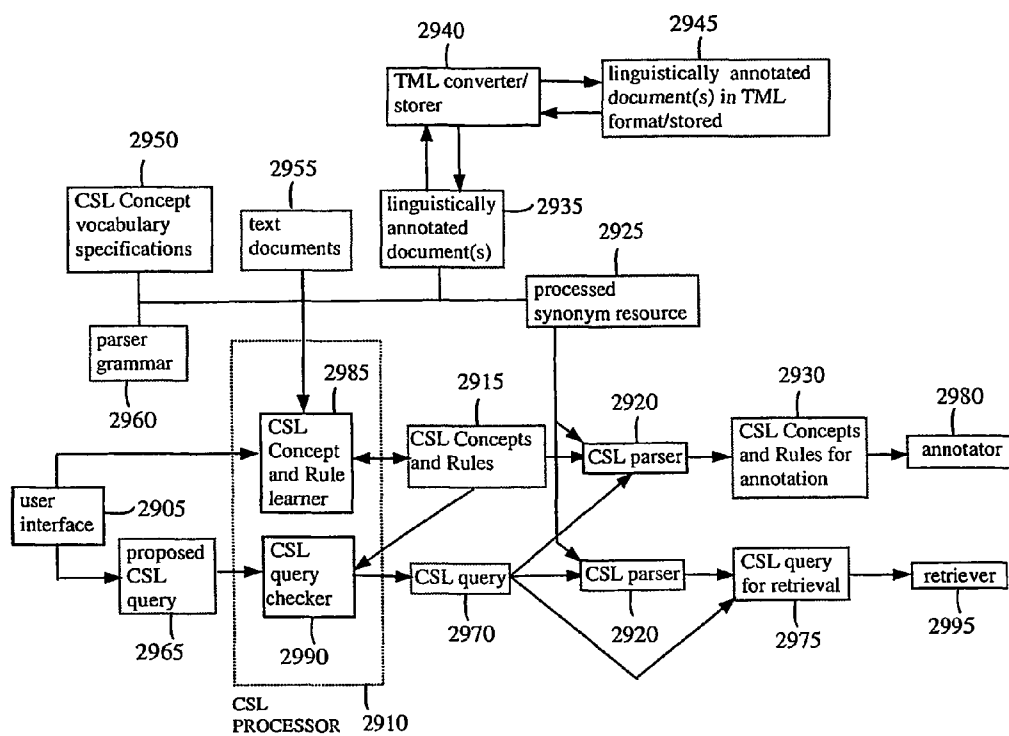 2940
2945
TML converter/
storer
linguistically annotated
document(s) in TML
format/stored
2950
2955
CSL Concept
vocabulary
specifications
text
documents
linguistically
annotated
document(s)
2935
2925
processed
synonym resource
parser
grammar
2960
2985
2915
2920
2930
2980
CSL
Concept
and Rule
learner
CSL Concepts
and Rules
CSL parser
CSL Concepts
and Rules for
annotation
annotator
user
interface
2905
proposed
CSL
query
CSL
query
checker
CSL query
CSL parser
CSL query
for retrieval
retriever
2965
2990
2970
2920
2975
2995
CSL
PROCESSOR
2910